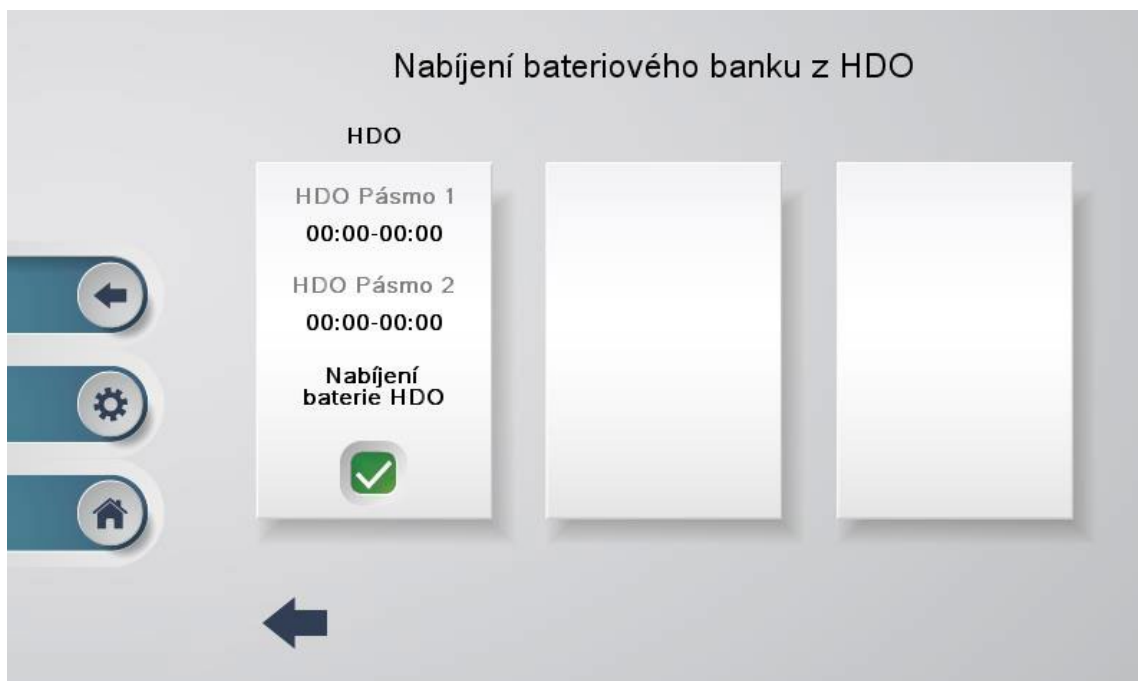 Nabíjení bateriového banku z HDO
HDO
HDO Pásmo 1
00:00-00:00
HDO Pásmo 2
00:00-00:00
Nabíjení
baterie HDO